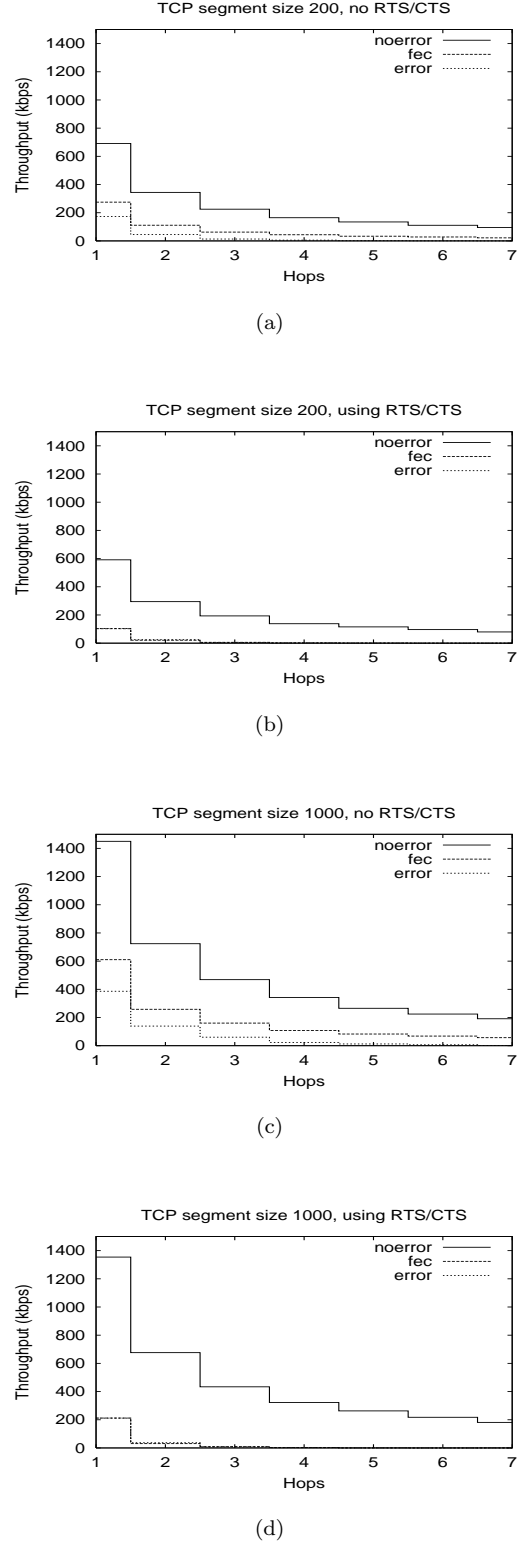 TCP segment size 200, no RTS/CTS
noerror
fec
error
1400
1200
1000
800
600
400
200
0
Throughput (kbps)
1 2 3 4 5 6 7
Hops
(a)
TCP segment size 200, using RTS/CTS
noerror
fec
error
1400
1200
1000
800
600
400
200
0
Throughput (kbps)
1 2 3 4 5 6 7
Hops
(b)
TCP segment size 1000, no RTS/CTS
noerror
fec
error
1400
1200
1000
800
600
400
200
0
Throughput (kbps)
1 2 3 4 5 6 7
Hops
(c)
TCP segment size 1000, using RTS/CTS
noerror
fec
error
1400
1200
1000
800
600
400
200
0
Throughput (kbps)
1 2 3 4 5 6 7
Hops
(d)